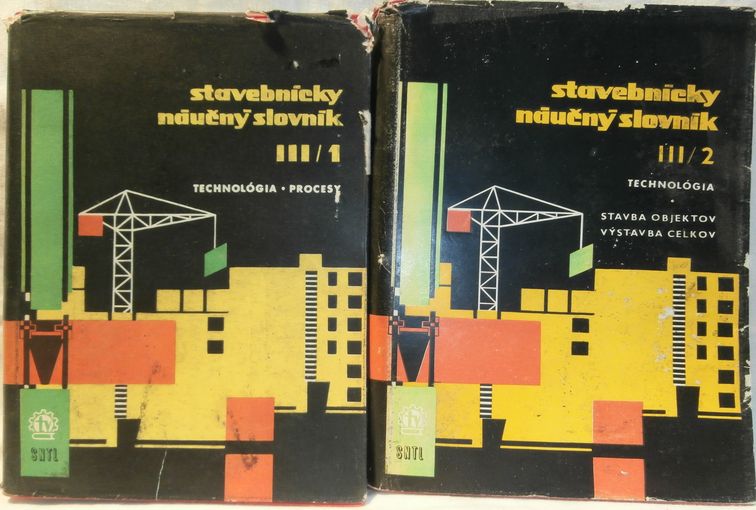 stavebnícky
náučný slovník
III/1
TECHNOLÓGIA • PROCESY
SNTL
stavebnícky
náučný slovník
III/2
TECHNOLÓGIA
•
STAVBA OBJEKTOV
VÝSTAVBA CELKOV
SNTL